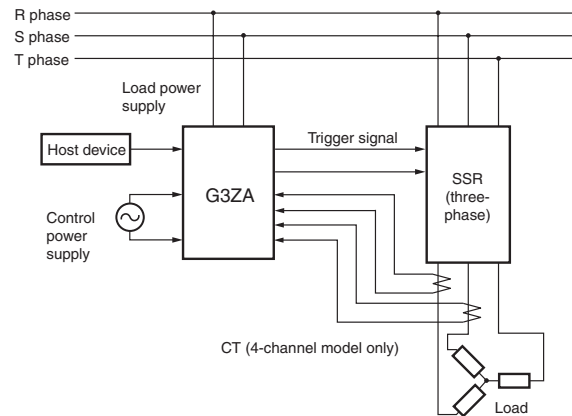 R phase
S phase
T phase
Load power
supply
Trigger signal
Host device
G3ZA
SSR
(three-
phase)
Control
power
supply
CT (4-channel model only)
Load